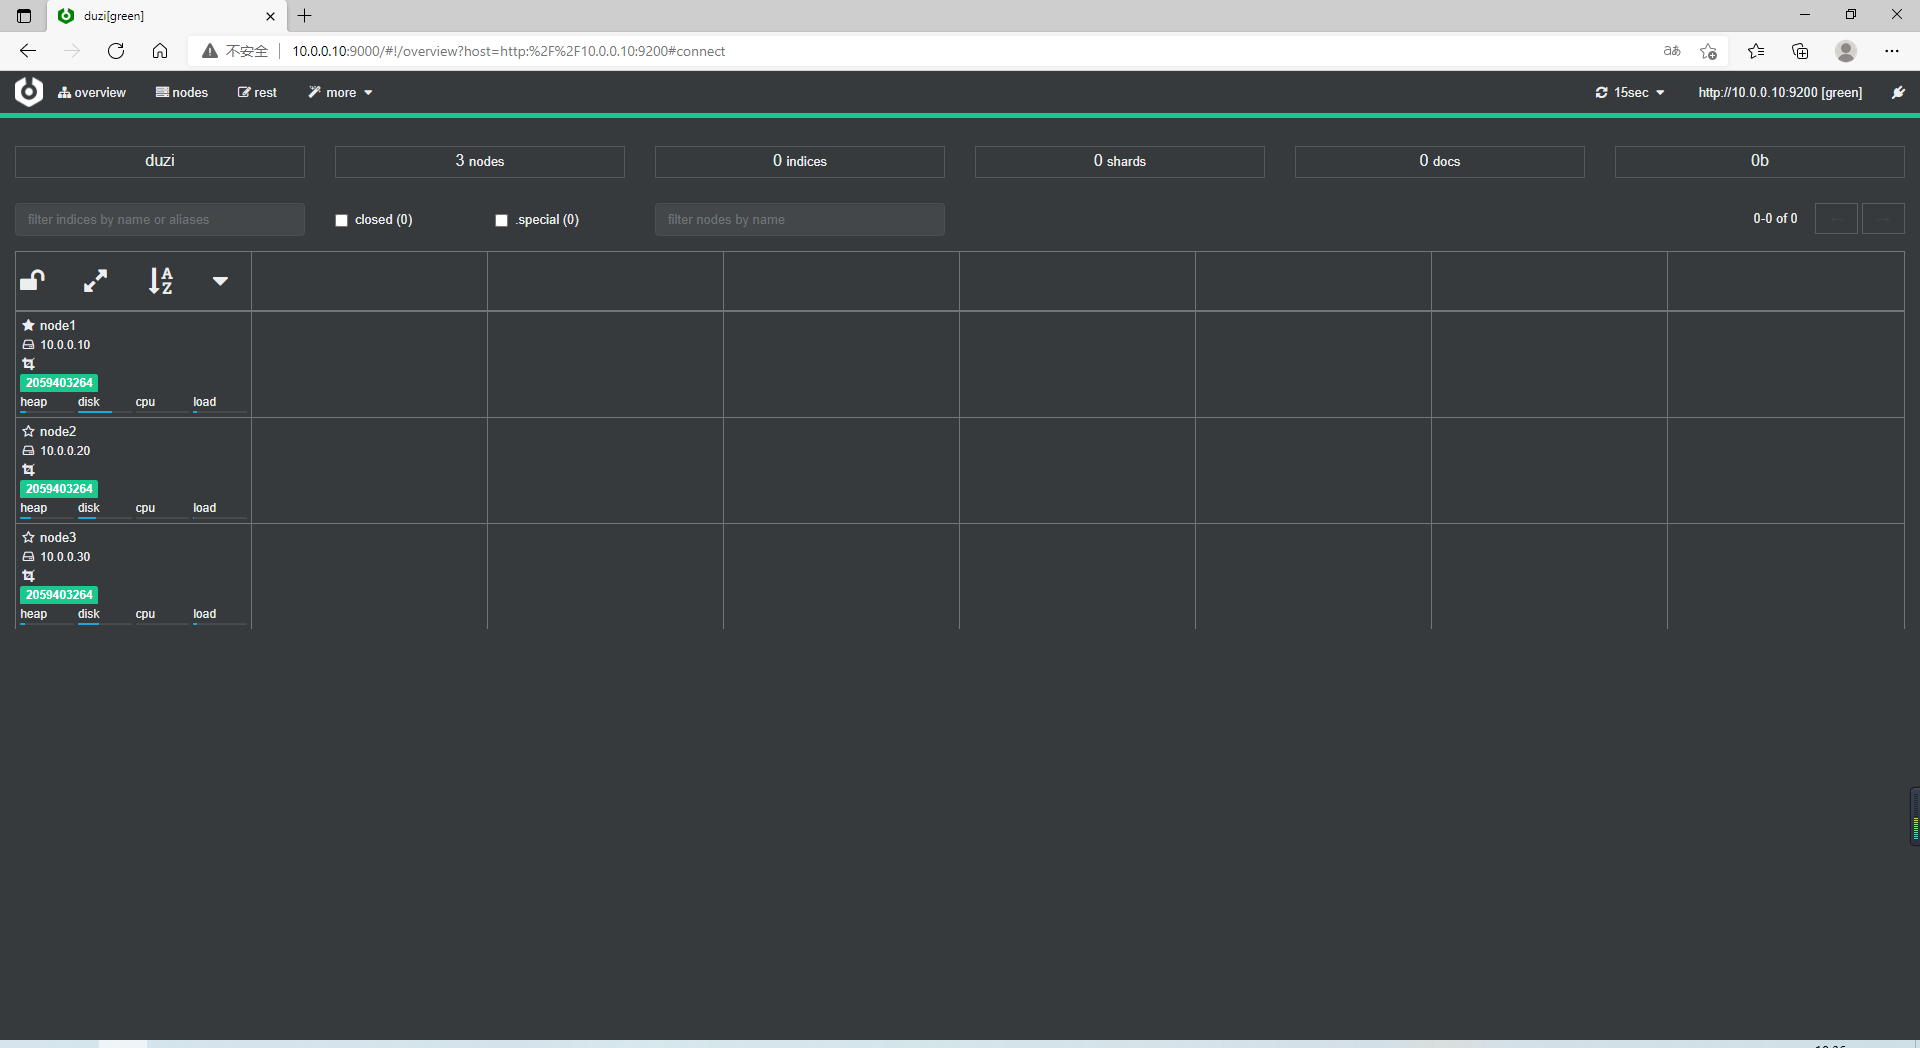 duzi[green]
不安全 10.0.0.10:9000/#!/overview?host=http:%2F%2F10.0.0.10:9200#connect aあ
overview nodes rest more 15sec http://10.0.0.10:9200 [green]
duzi 3 nodes 0 indices 0 shards 0 docs 0b
filter indices by name or aliases closed (0) .special (0) filter nodes by name 0-0 of 0
A
Z
node1
10.0.0.10
2059403264
heap disk cpu load
node2
10.0.0.20
2059403264
heap disk cpu load
node3
10.0.0.30
2059403264
heap disk cpu load